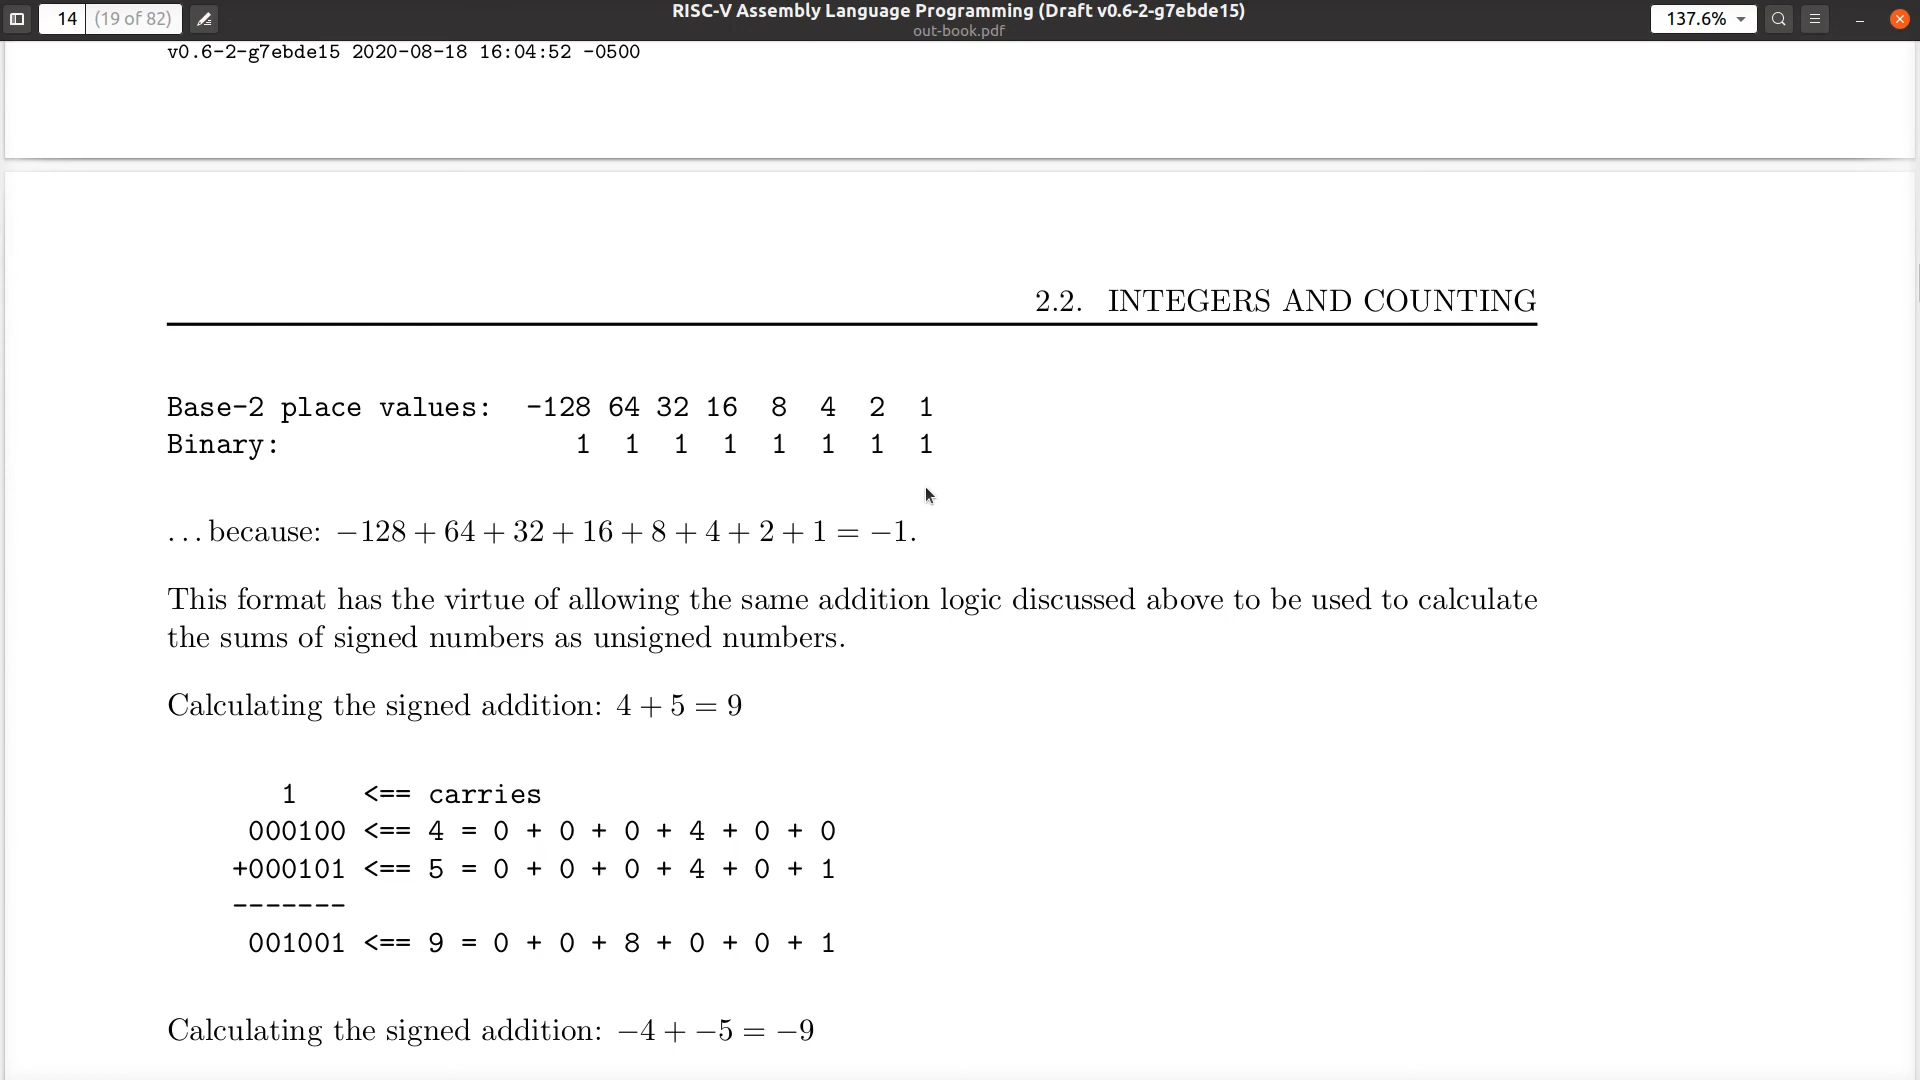 14 (19 of 82)
RISC-V Assembly Language Programming (Draft v0.6-2-g7ebde15)
out-book.pdf
137.6%
v0.6-2-g7ebde15 2020-08-18 16:04:52 -0500
2.2. INTEGERS AND COUNTING
Base-2 place values: -128 64 32 16 8 4 2 1
Binary: 1 1 1 1 1 1 1 1
...because: −128 + 64 + 32 + 16 + 8 + 4 + 2 + 1 = −1.
This format has the virtue of allowing the same addition logic discussed above to be used to calculate
the sums of signed numbers as unsigned numbers.
Calculating the signed addition: 4 + 5 = 9
1 <== carries
000100 <== 4 = 0 + 0 + 0 + 4 + 0 + 0
+000101 <== 5 = 0 + 0 + 0 + 4 + 0 + 1
-------
001001 <== 9 = 0 + 0 + 8 + 0 + 0 + 1
Calculating the signed addition: −4 + −5 = −9